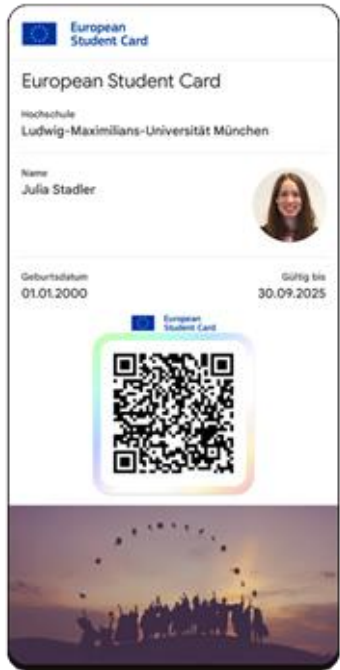 European
Student Card
European Student Card
Hochschule
Ludwig-Maximilians-Universität München
Name
Julia Stadler
Geburtsdatum
Gültig bis
01.01.2000
30.09.2025
European
Student Card